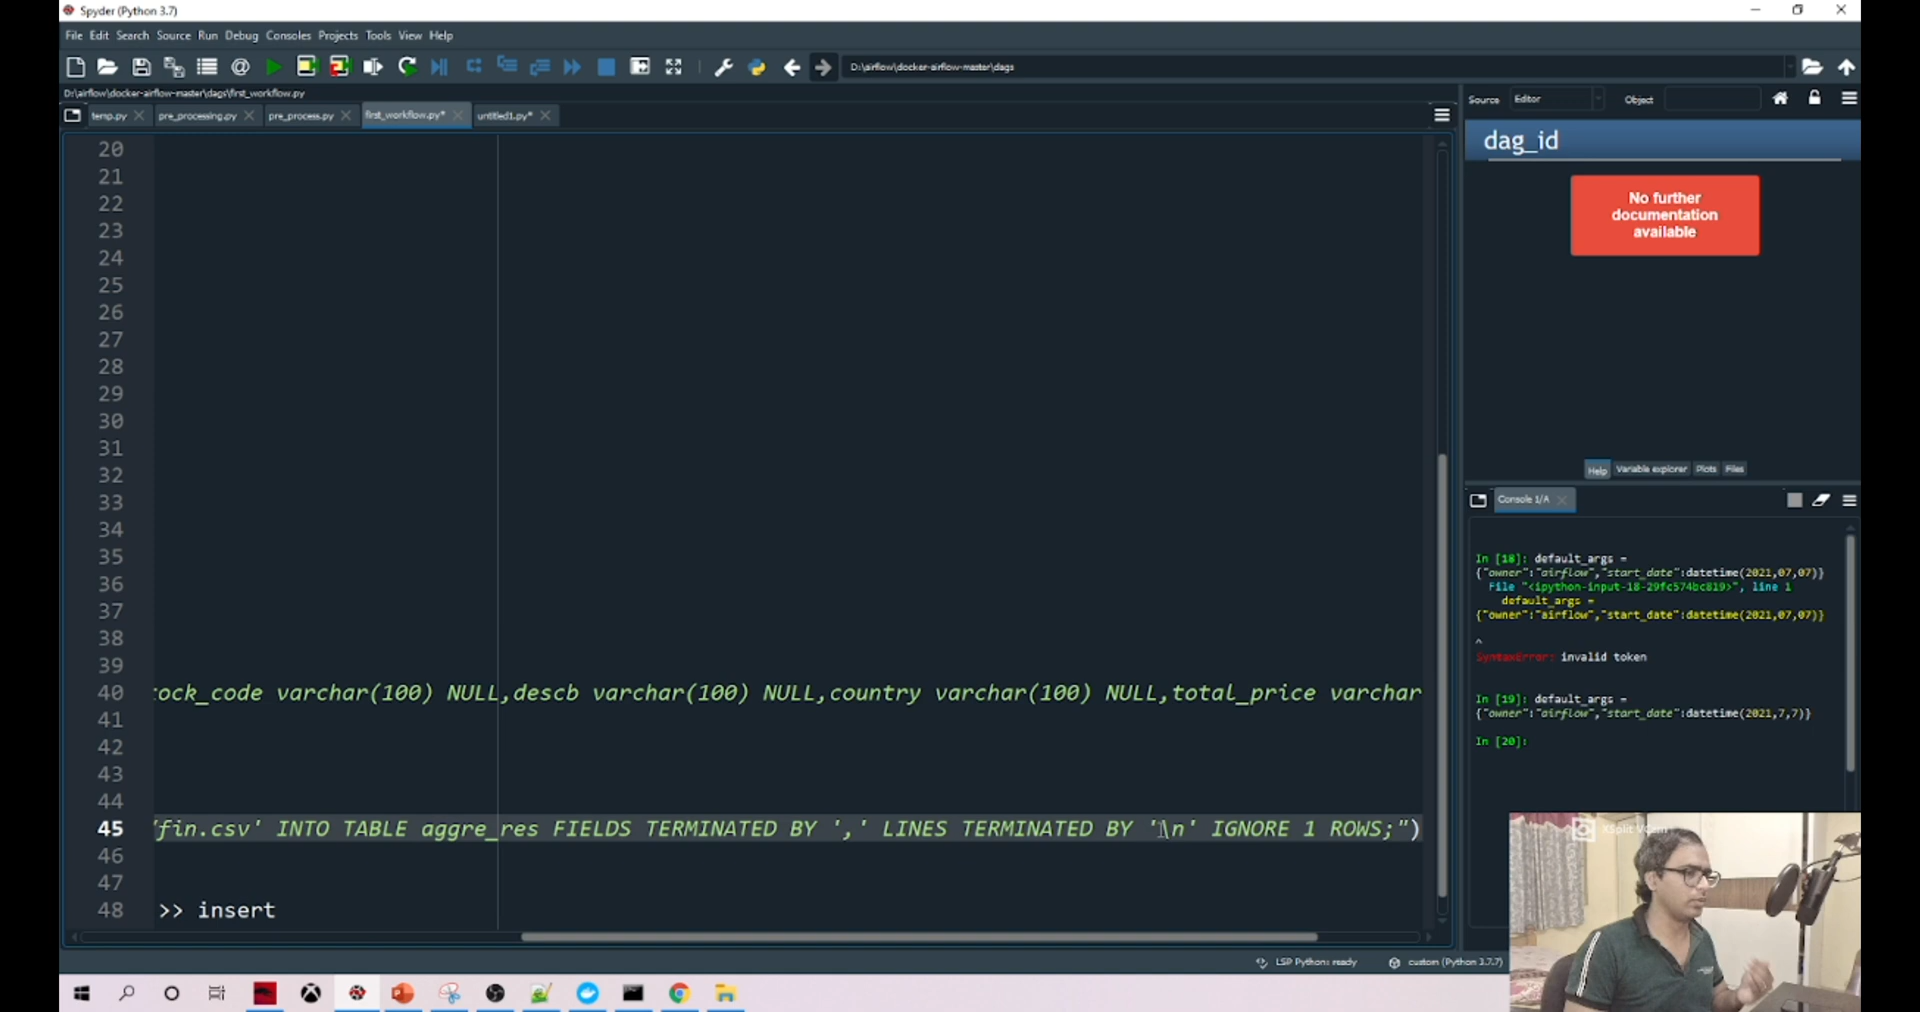 Spyder (Python 3.7)
File Edit Search Source Run Debug Consoles Projects Tools View Help
D:\airflow\docker-airflow-master\dags
D:\airflow\docker-airflow-master\dags\first_workflow.py
temp.py pre_processing.py pre_process.py first_workflow.py* untitled1.py*
20
21
22
23
24
25
26
27
28
29
30
31
32
33
34
35
36
37
38
39
40 ock_code varchar(100) NULL,descb varchar(100) NULL,country varchar(100) NULL,total_price varchar
41
42
43
44
45 'fin.csv' INTO TABLE aggre_res FIELDS TERMINATED BY ',' LINES TERMINATED BY '\n' IGNORE 1 ROWS;")
46
47
48 >> insert
LSP Python: ready custom (Python 3.7.7)
Source Editor Object
dag_id
No further
documentation
available
Help Variable explorer Plots Files
Console 1/A
In [18]: default_args =
{"owner":"airflow","start_date":datetime(2021,07,07)}
File "<ipython-input-18-29fc574bc819>", line 1
default_args =
{"owner":"airflow","start_date":datetime(2021,07,07)}
^
SyntaxError: invalid token
In [19]: default_args =
{"owner":"airflow","start_date":datetime(2021,7,7)}
In [20]:
XSplit VCam